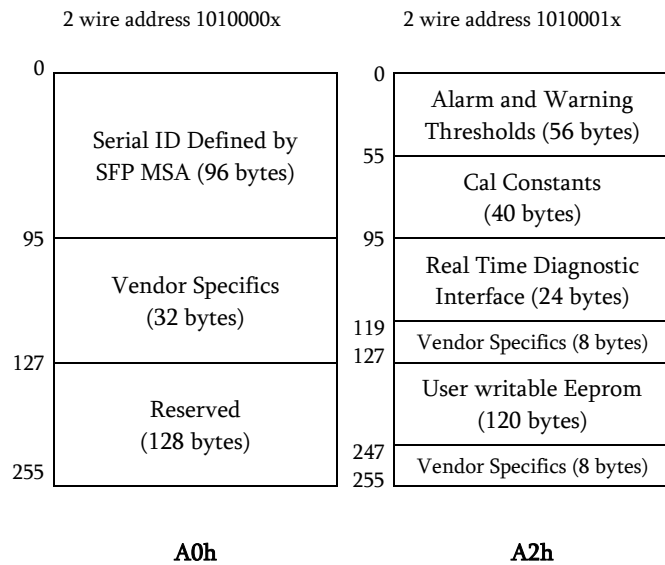 2 wire address 1010000x
0
Serial ID Defined by
SFP MSA (96 bytes)
95
Vendor Specifics
(32 bytes)
127
Reserved
(128 bytes)
255
A0h
2 wire address 1010001x
0
Alarm and Warning
Thresholds (56 bytes)
55
Cal Constants
(40 bytes)
95
Real Time Diagnostic
Interface (24 bytes)
119
Vendor Specifics (8 bytes)
127
User writable Eeprom
(120 bytes)
247
Vendor Specifics (8 bytes)
255
A2h